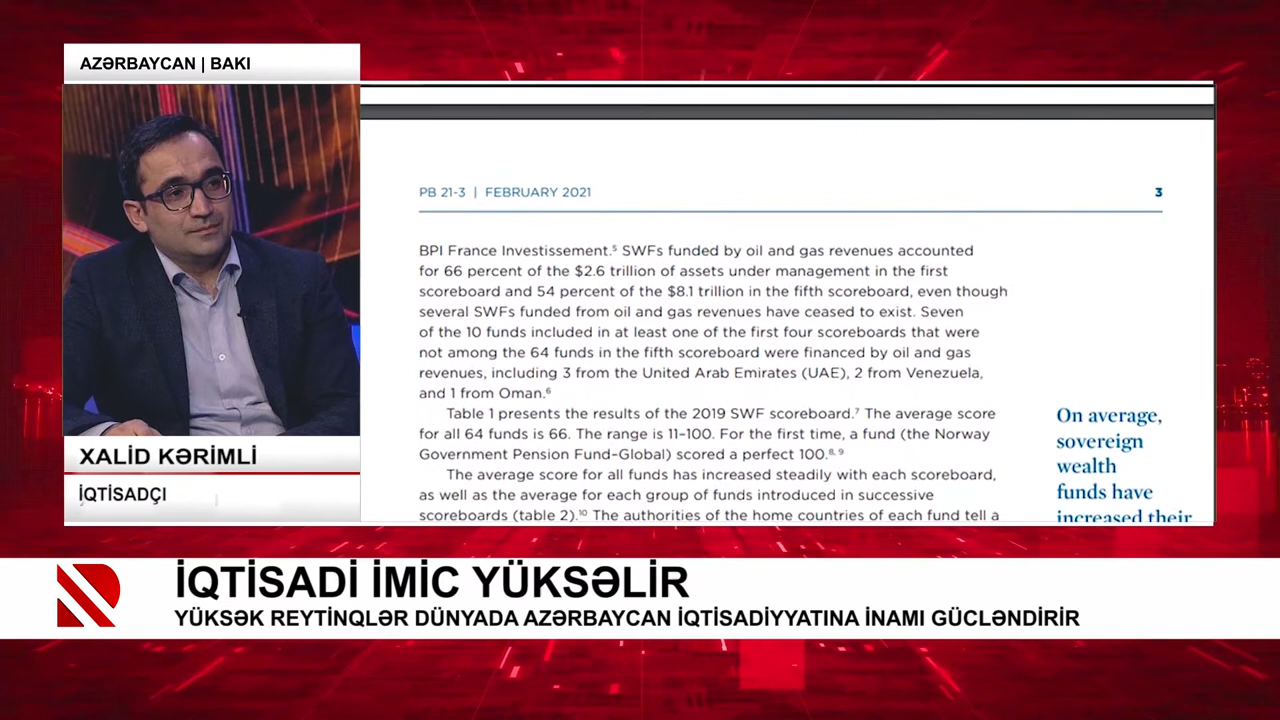 AZƏRBAYCAN | BAKI
PB 21-3 | FEBRUARY 2021
3
BPI France Investissement.⁵ SWFs funded by oil and gas revenues accounted
for 66 percent of the $2.6 trillion of assets under management in the first
scoreboard and 54 percent of the $8.1 trillion in the fifth scoreboard, even though
several SWFs funded from oil and gas revenues have ceased to exist. Seven
of the 10 funds included in at least one of the first four scoreboards that were
not among the 64 funds in the fifth scoreboard were financed by oil and gas
revenues, including 3 from the United Arab Emirates (UAE), 2 from Venezuela,
and 1 from Oman.⁶
Table 1 presents the results of the 2019 SWF scoreboard.⁷ The average score
for all 64 funds is 66. The range is 11–100. For the first time, a fund (the Norway
Government Pension Fund–Global) scored a perfect 100.⁸, ⁹
The average score for all funds has increased steadily with each scoreboard,
as well as the average for each group of funds introduced in successive
scoreboards (table 2).¹⁰ The authorities of the home countries of each fund tell a
On average,
sovereign
wealth
funds have
increased their
XALİD KƏRİMLİ
İQTİSADÇI
İQTİSADİ İMİC YÜKSƏLİR
YÜKSƏK REYTİNQLƏR DÜNYADA AZƏRBAYCAN İQTİSADİYYATINA İNAMI GÜCLƏNDİRİR